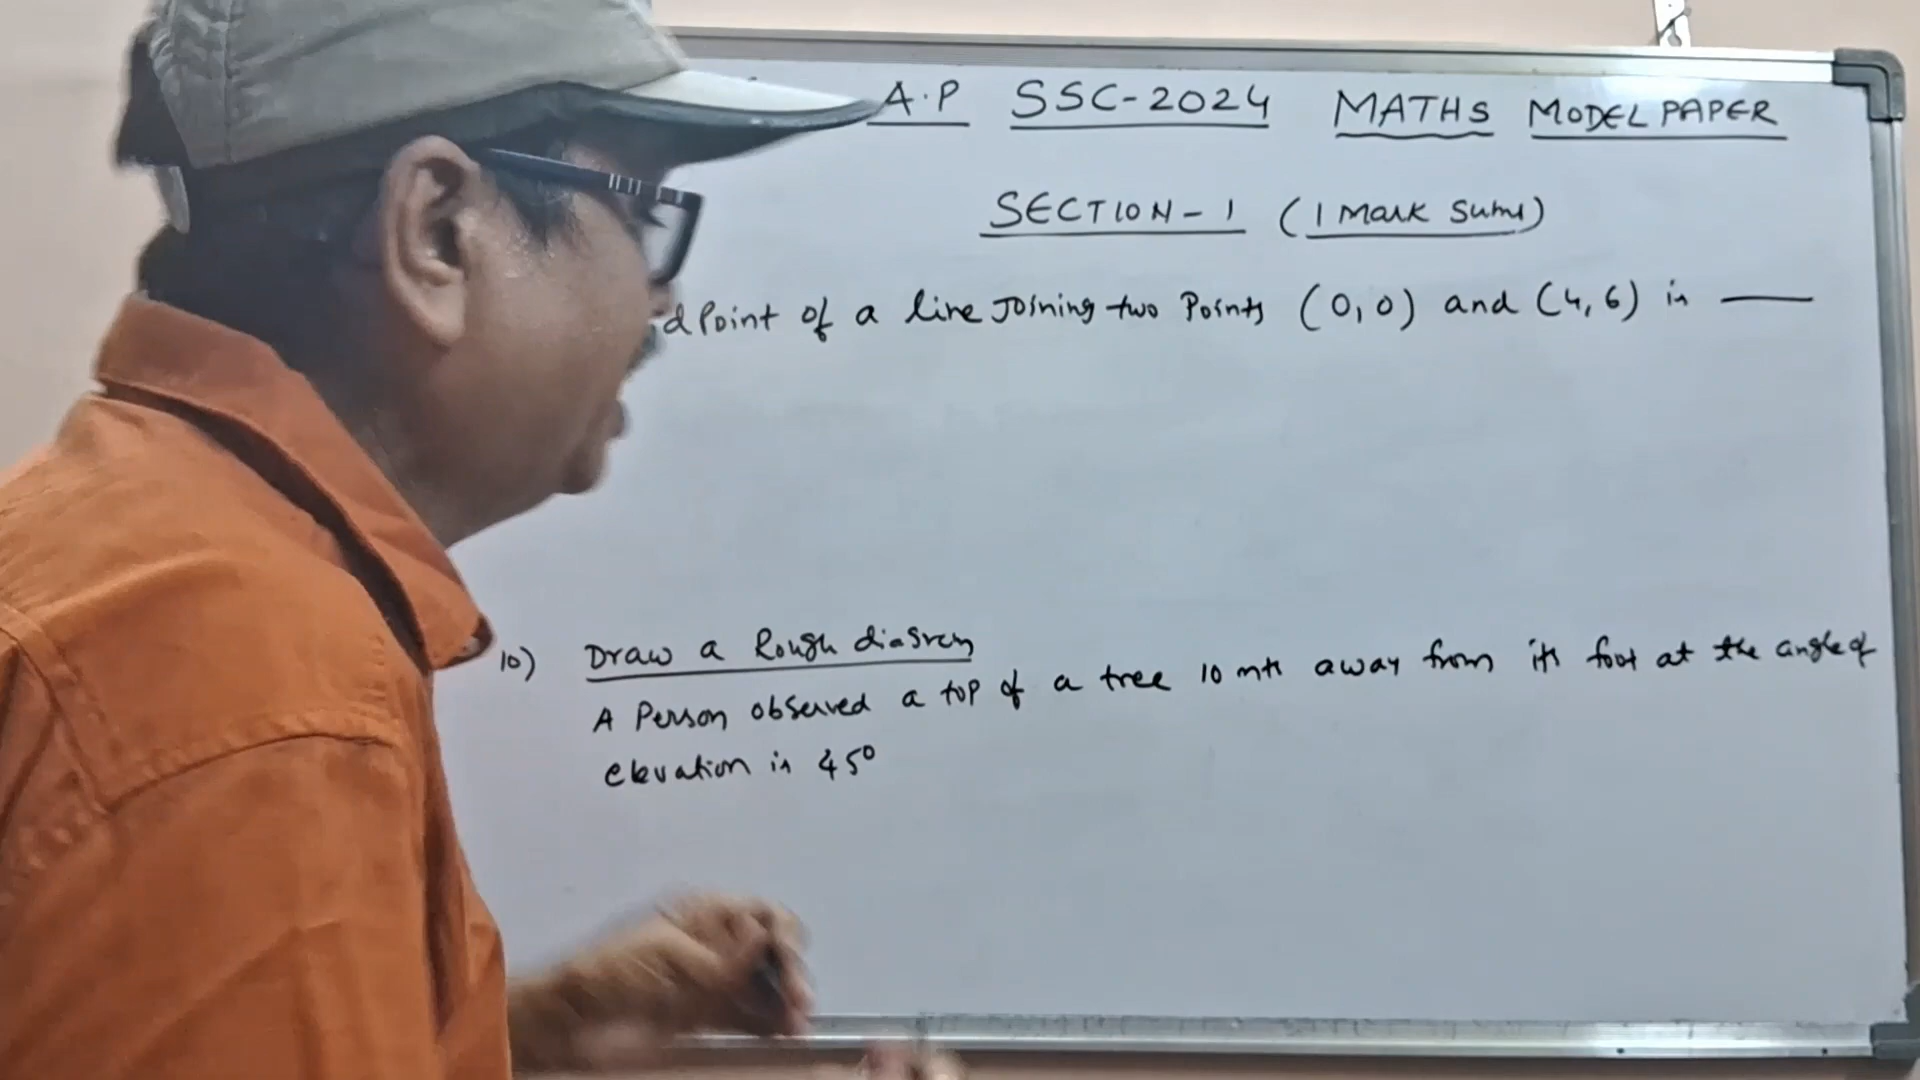 A.P SSC-2024 MATHS MODEL PAPER
SECTION-1 (1 Mark Sums)
Point of a line Joining two Points (0,0) and (4,6) is ——
10) Draw a Rough diagram
A Person observed a top of a tree 10 mts away from its foot at the angle of
elevation is 45°